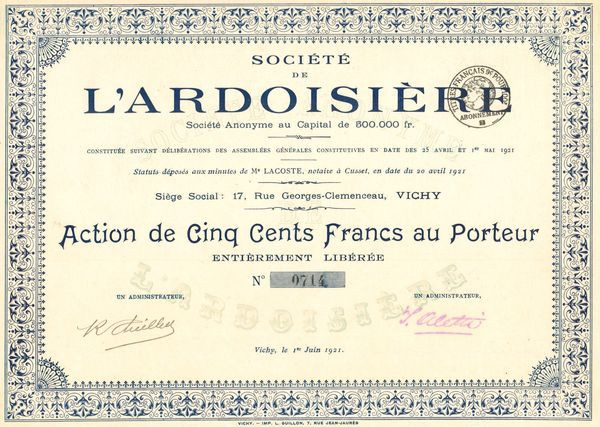 SOCIÉTÉ
DE
L'ARDOISIÈRE
Société Anonyme au Capital de 500.000 fr.
CONSTITUÉE SUIVANT DÉLIBÉRATIONS DES ASSEMBLÉES GÉNÉRALES CONSTITUTIVES EN DATE DES 25 AVRIL ET 1er MAI 1921
Statuts déposés aux minutes de Me LACOSTE, notaire à Cusset, en date du 20 avril 1921
Siège Social : 17, Rue Georges-Clemenceau, VICHY
Action de Cinq Cents Francs au Porteur
ENTIÈREMENT LIBÉRÉE
No 0714
L'ARDOISIÈRE
UN ADMINISTRATEUR,
UN ADMINISTRATEUR,
Vichy, le 1er Juin 1921.
VICHY. — IMP. L. GUILLON, 7, RUE JEAN-JAURÈS
ABONNEMENT